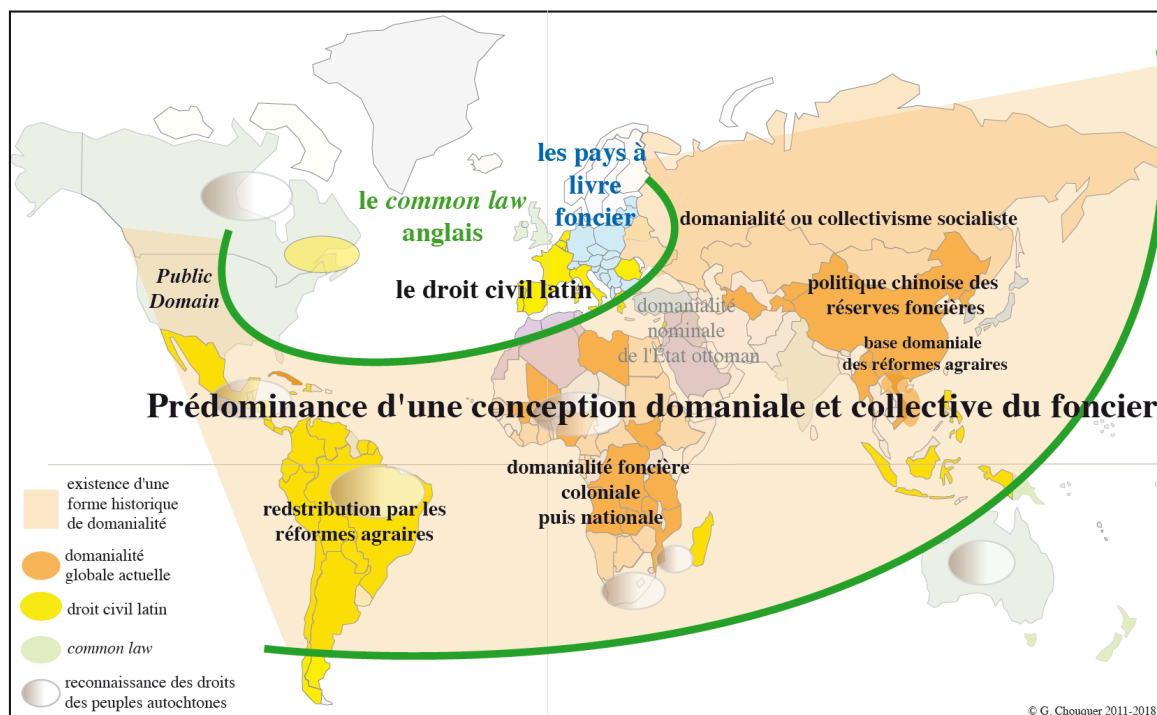 les pays à
livre
foncier
le common law
anglais
domanialité ou collectivisme socialiste
Public
Domain
le droit civil latin
politique chinoise des
réserves foncières
domanialité
nominale
de l'État ottoman
base domaniale
des réformes agraires
Prédominance d'une conception domaniale et collective du foncier
domanialité foncière
coloniale
puis nationale
redstribution par les
réformes agraires
existence d'une
forme historique
de domanialité
domanialité
globale actuelle
droit civil latin
common law
reconnaissance des droits
des peuples autochtones
© G. Chouquer 2011-2018